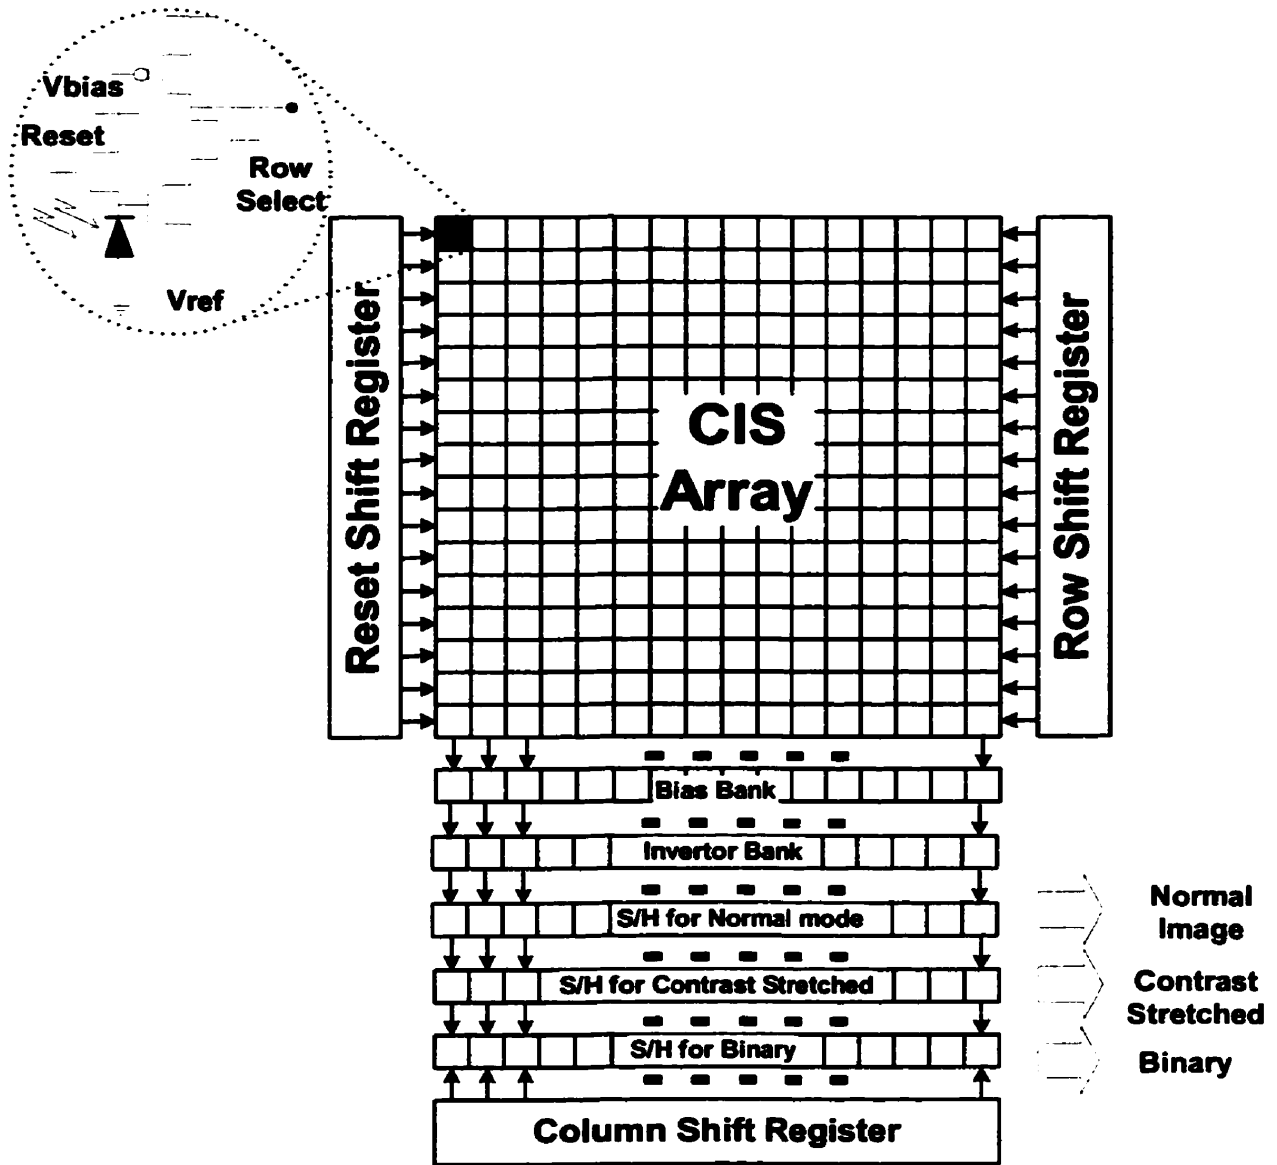 Vbias
Reset
Row
Select
Vref
Reset Shift Register
CIS
Array
Row Shift Register
Bias Bank
Invertor Bank
S/H for Normal mode
S/H for Contrast Stretched
S/H for Binary
Column Shift Register
Normal
Image
Contrast
Stretched
Binary